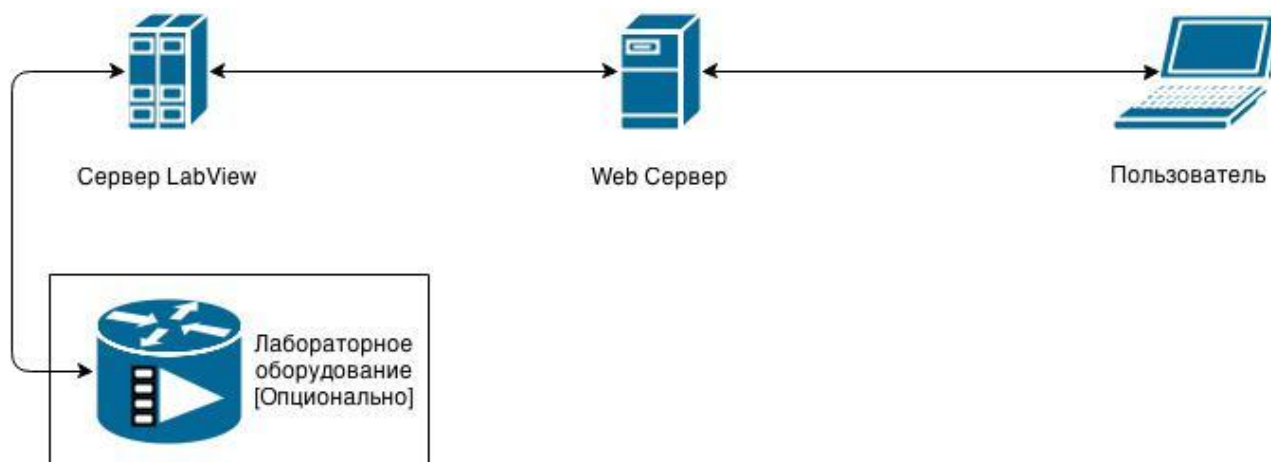 Сервер LabView
Web Сервер
Пользователь
Лабораторное
оборудование
[Опционально]